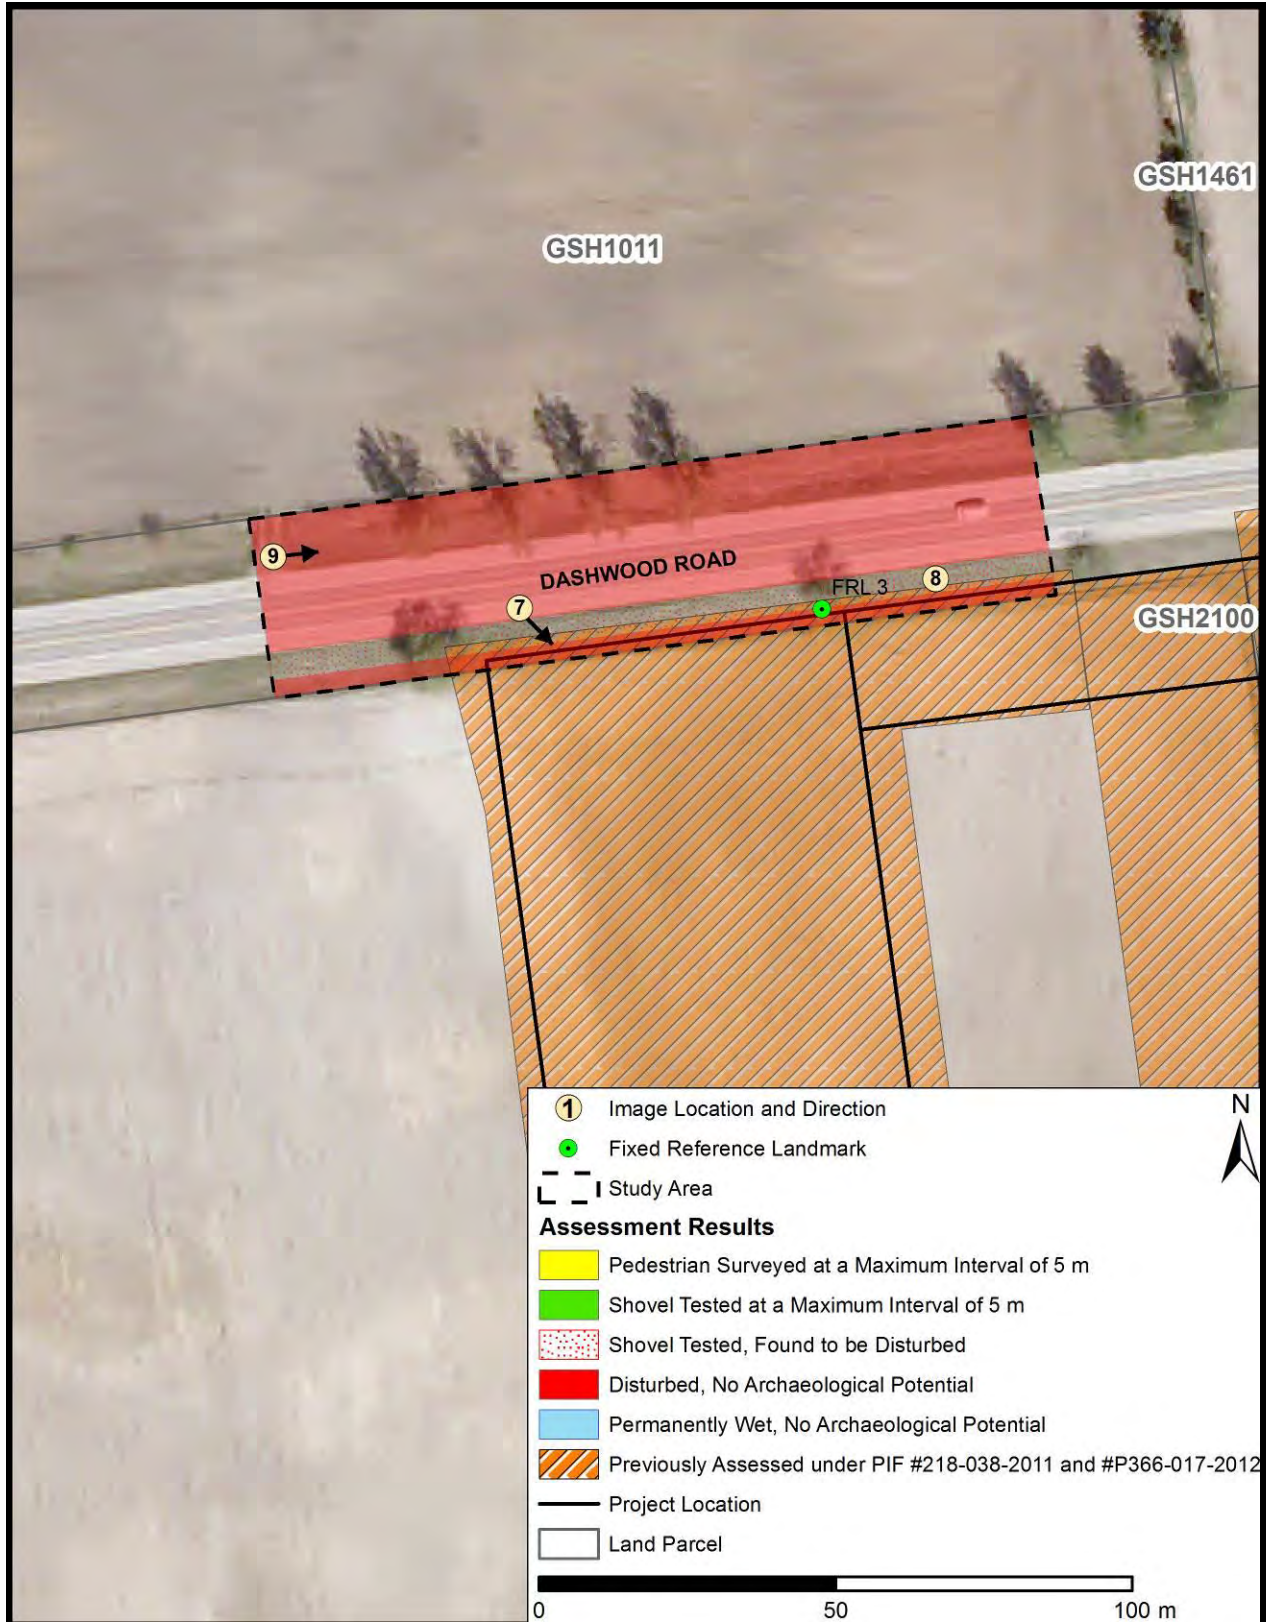 GSH1461
GSH1011
9
DASHWOOD ROAD
7
8
FRL 3
GSH2100
1 Image Location and Direction
N
Fixed Reference Landmark
Study Area
Assessment Results
Pedestrian Surveyed at a Maximum Interval of 5 m
Shovel Tested at a Maximum Interval of 5 m
Shovel Tested, Found to be Disturbed
Disturbed, No Archaeological Potential
Permanently Wet, No Archaeological Potential
Previously Assessed under PIF #218-038-2011 and #P366-017-2012
Project Location
Land Parcel
0 50 100 m